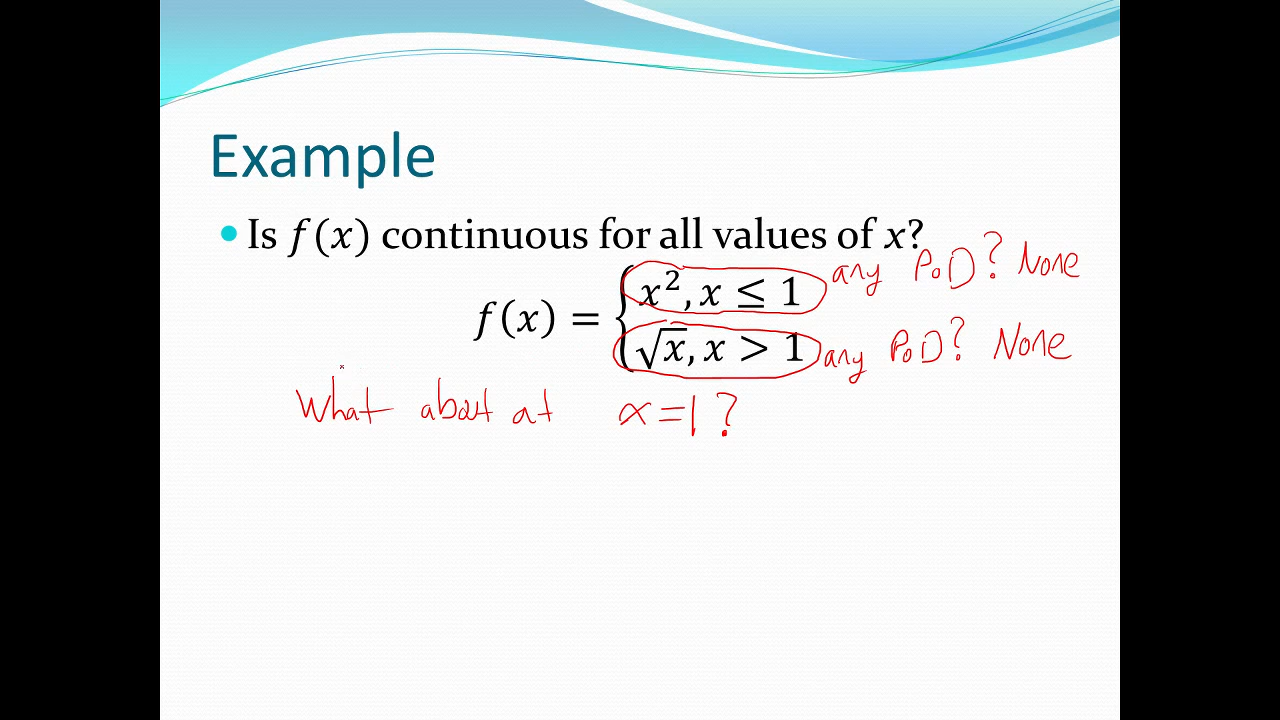 Example
• Is f(x) continuous for all values of x?
any PoD? None
f(x) = { x², x ≤ 1
√x, x > 1
any PoD? None
What about at x=1?